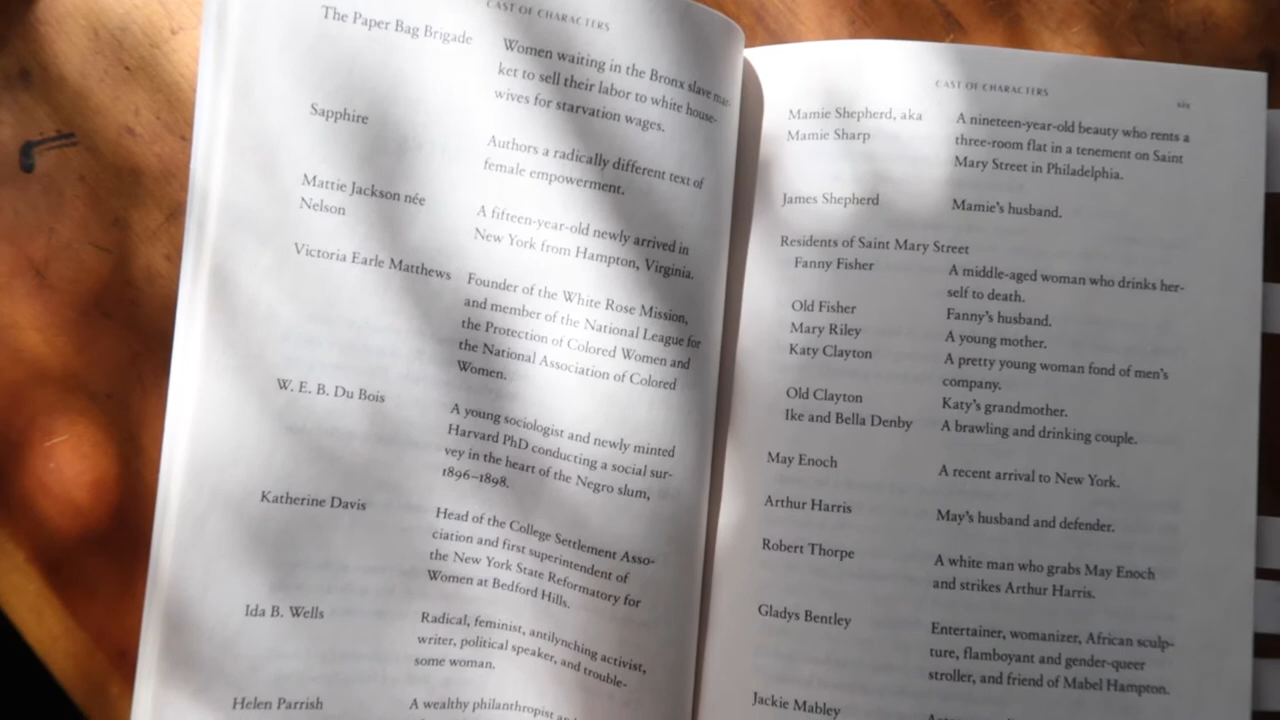 CAST OF CHARACTERS
The Paper Bag Brigade
Women waiting in the Bronx slave mar-
ket to sell their labor to white house-
wives for starvation wages.
Sapphire
Authors a radically different text of
female empowerment.
Mattie Jackson née
Nelson
A fifteen-year-old newly arrived in
New York from Hampton, Virginia.
Victoria Earle Matthews
Founder of the White Rose Mission,
and member of the National League for
the Protection of Colored Women and
the National Association of Colored
Women.
W. E. B. Du Bois
A young sociologist and newly minted
Harvard PhD conducting a social sur-
vey in the heart of the Negro slum,
1896–1898.
Katherine Davis
Head of the College Settlement Asso-
ciation and first superintendent of
the New York State Reformatory for
Women at Bedford Hills.
Ida B. Wells
Radical, feminist, antilynching activist,
writer, political speaker, and trouble-
some woman.
Helen Parrish
A wealthy philanthropist
CAST OF CHARACTERS
xix
Mamie Shepherd, aka
Mamie Sharp
A nineteen-year-old beauty who rents a
three-room flat in a tenement on Saint
Mary Street in Philadelphia.
James Shepherd
Mamie's husband.
Residents of Saint Mary Street
Fanny Fisher
A middle-aged woman who drinks her-
self to death.
Old Fisher
Fanny's husband.
Mary Riley
A young mother.
Katy Clayton
A pretty young woman fond of men's
company.
Old Clayton
Katy's grandmother.
Ike and Bella Denby
A brawling and drinking couple.
May Enoch
A recent arrival to New York.
Arthur Harris
May's husband and defender.
Robert Thorpe
A white man who grabs May Enoch
and strikes Arthur Harris.
Gladys Bentley
Entertainer, womanizer, African sculp-
ture, flamboyant and gender-queer
stroller, and friend of Mabel Hampton.
Jackie Mabley